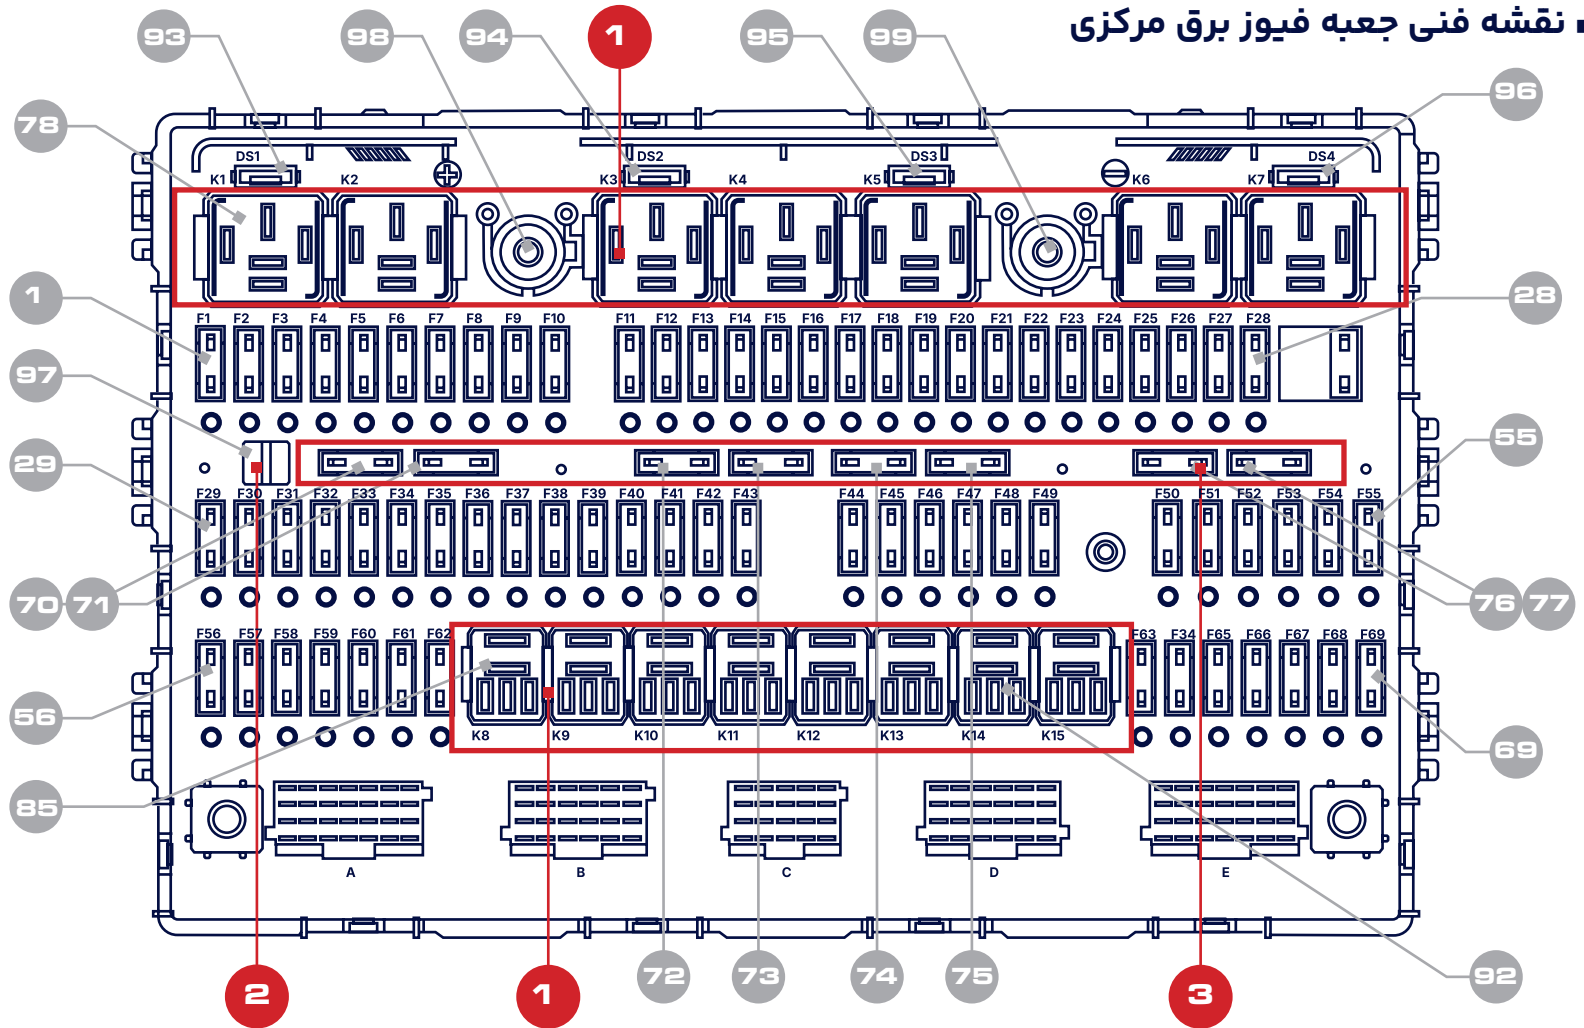 نقشه فنی جعبه فیوز برق مرکزی
93 98 94 1 95 99 96
78
DS1 DS2 DS3 DS4
K1 K2 K3 K4 K5 K6 K7
1 28
F1 F2 F3 F4 F5 F6 F7 F8 F9 F10 F11 F12 F13 F14 F15 F16 F17 F18 F19 F20 F21 F22 F23 F24 F25 F26 F27 F28
97
29 55
F29 F30 F31 F32 F33 F34 F35 F36 F37 F38 F39 F40 F41 F42 F43 F44 F45 F46 F47 F48 F49 F50 F51 F52 F53 F54 F55
70 71 76 77
F56 F57 F58 F59 F60 F61 F62 F63 F34 F65 F66 F67 F68 F69
56 69
K8 K9 K10 K11 K12 K13 K14 K15
85
A B C D E
2 1 72 73 74 75 3 92